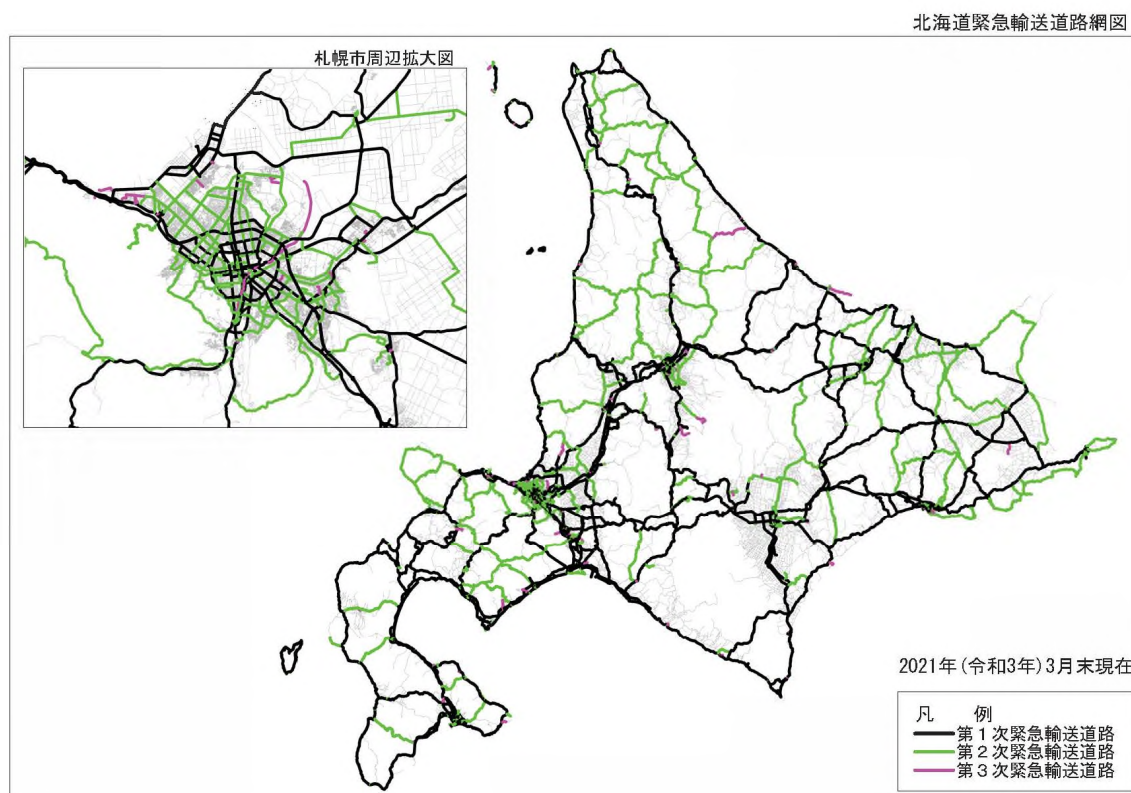 北海道緊急輸送道路網図
札幌市周辺拡大図
2021年(令和3年)3月末現在
凡 例
第1次緊急輸送道路
第2次緊急輸送道路
第3次緊急輸送道路